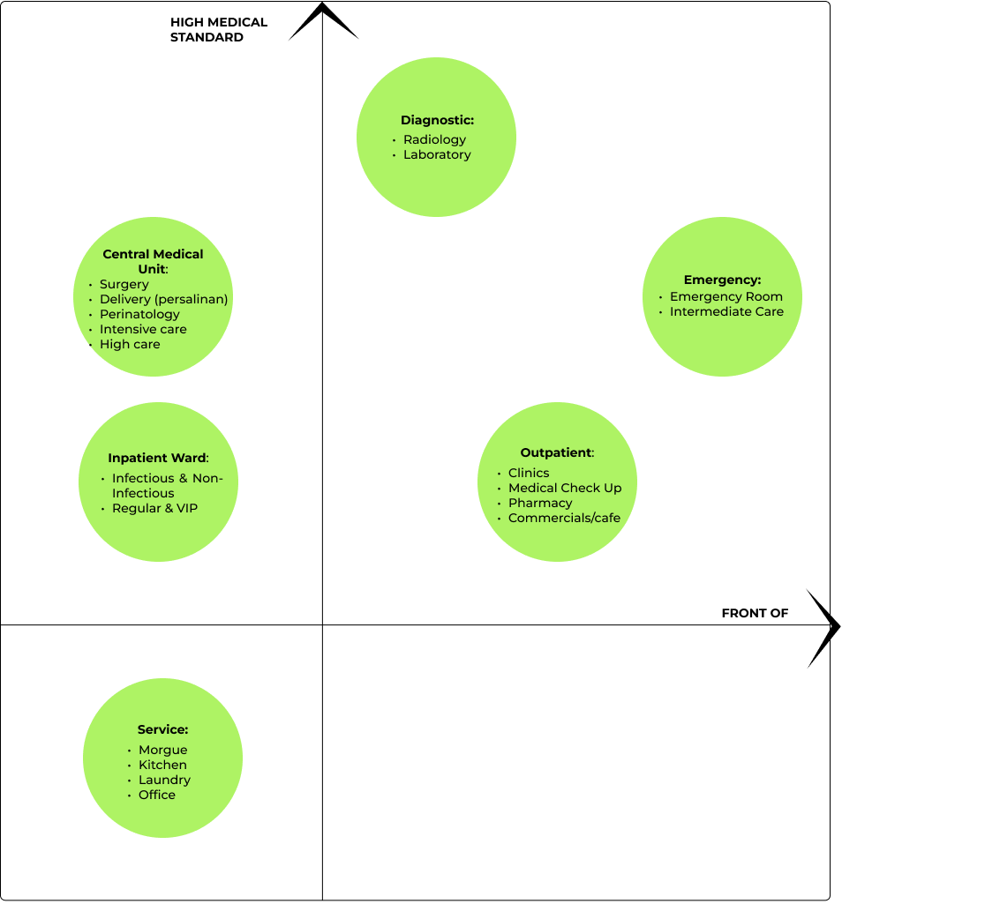 HIGH MEDICAL
STANDARD
Diagnostic:
• Radiology
• Laboratory
Central Medical
Unit:
• Surgery
• Delivery (persalinan)
• Perinatology
• Intensive care
• High care
Emergency:
• Emergency Room
• Intermediate Care
Inpatient Ward:
• Infectious & Non-
Infectious
• Regular & VIP
Outpatient:
• Clinics
• Medical Check Up
• Pharmacy
• Commercials/cafe
FRONT OF
Service:
• Morgue
• Kitchen
• Laundry
• Office